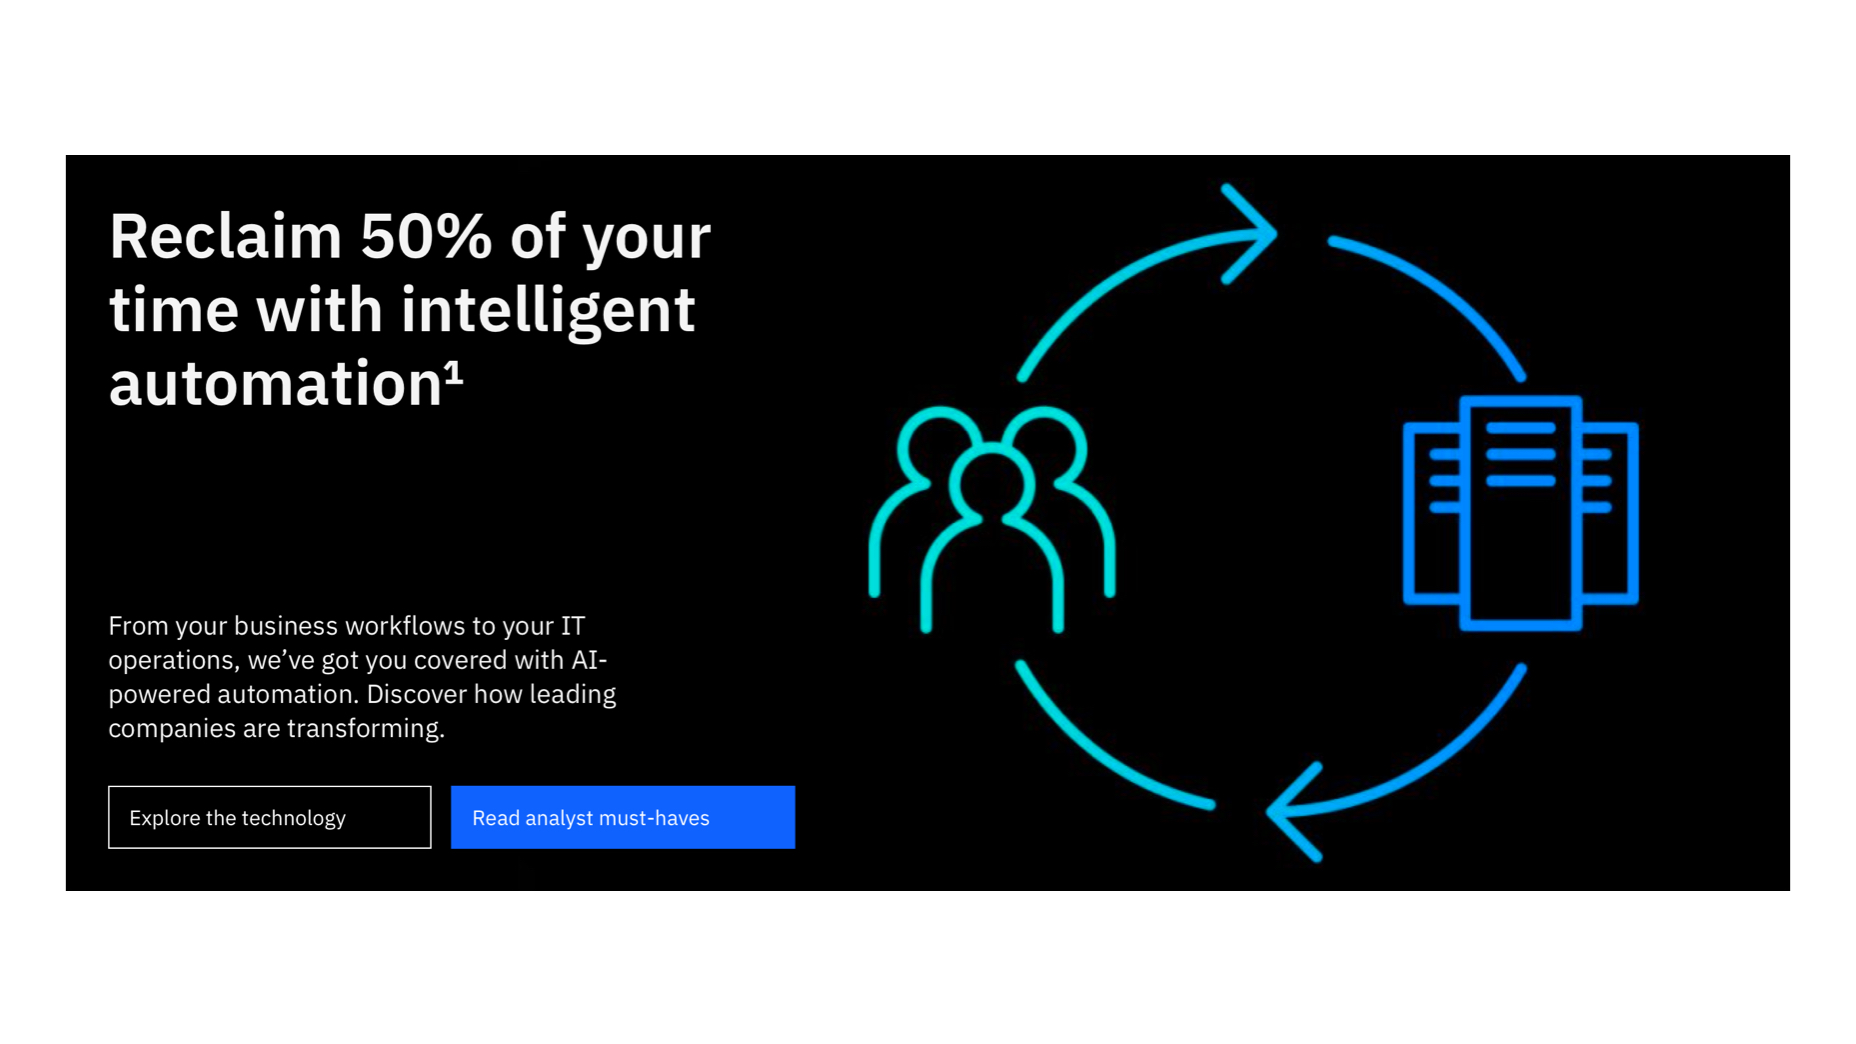 Reclaim 50% of your
time with intelligent
automation¹
From your business workflows to your IT
operations, we’ve got you covered with AI-
powered automation. Discover how leading
companies are transforming.
Explore the technology
Read analyst must-haves